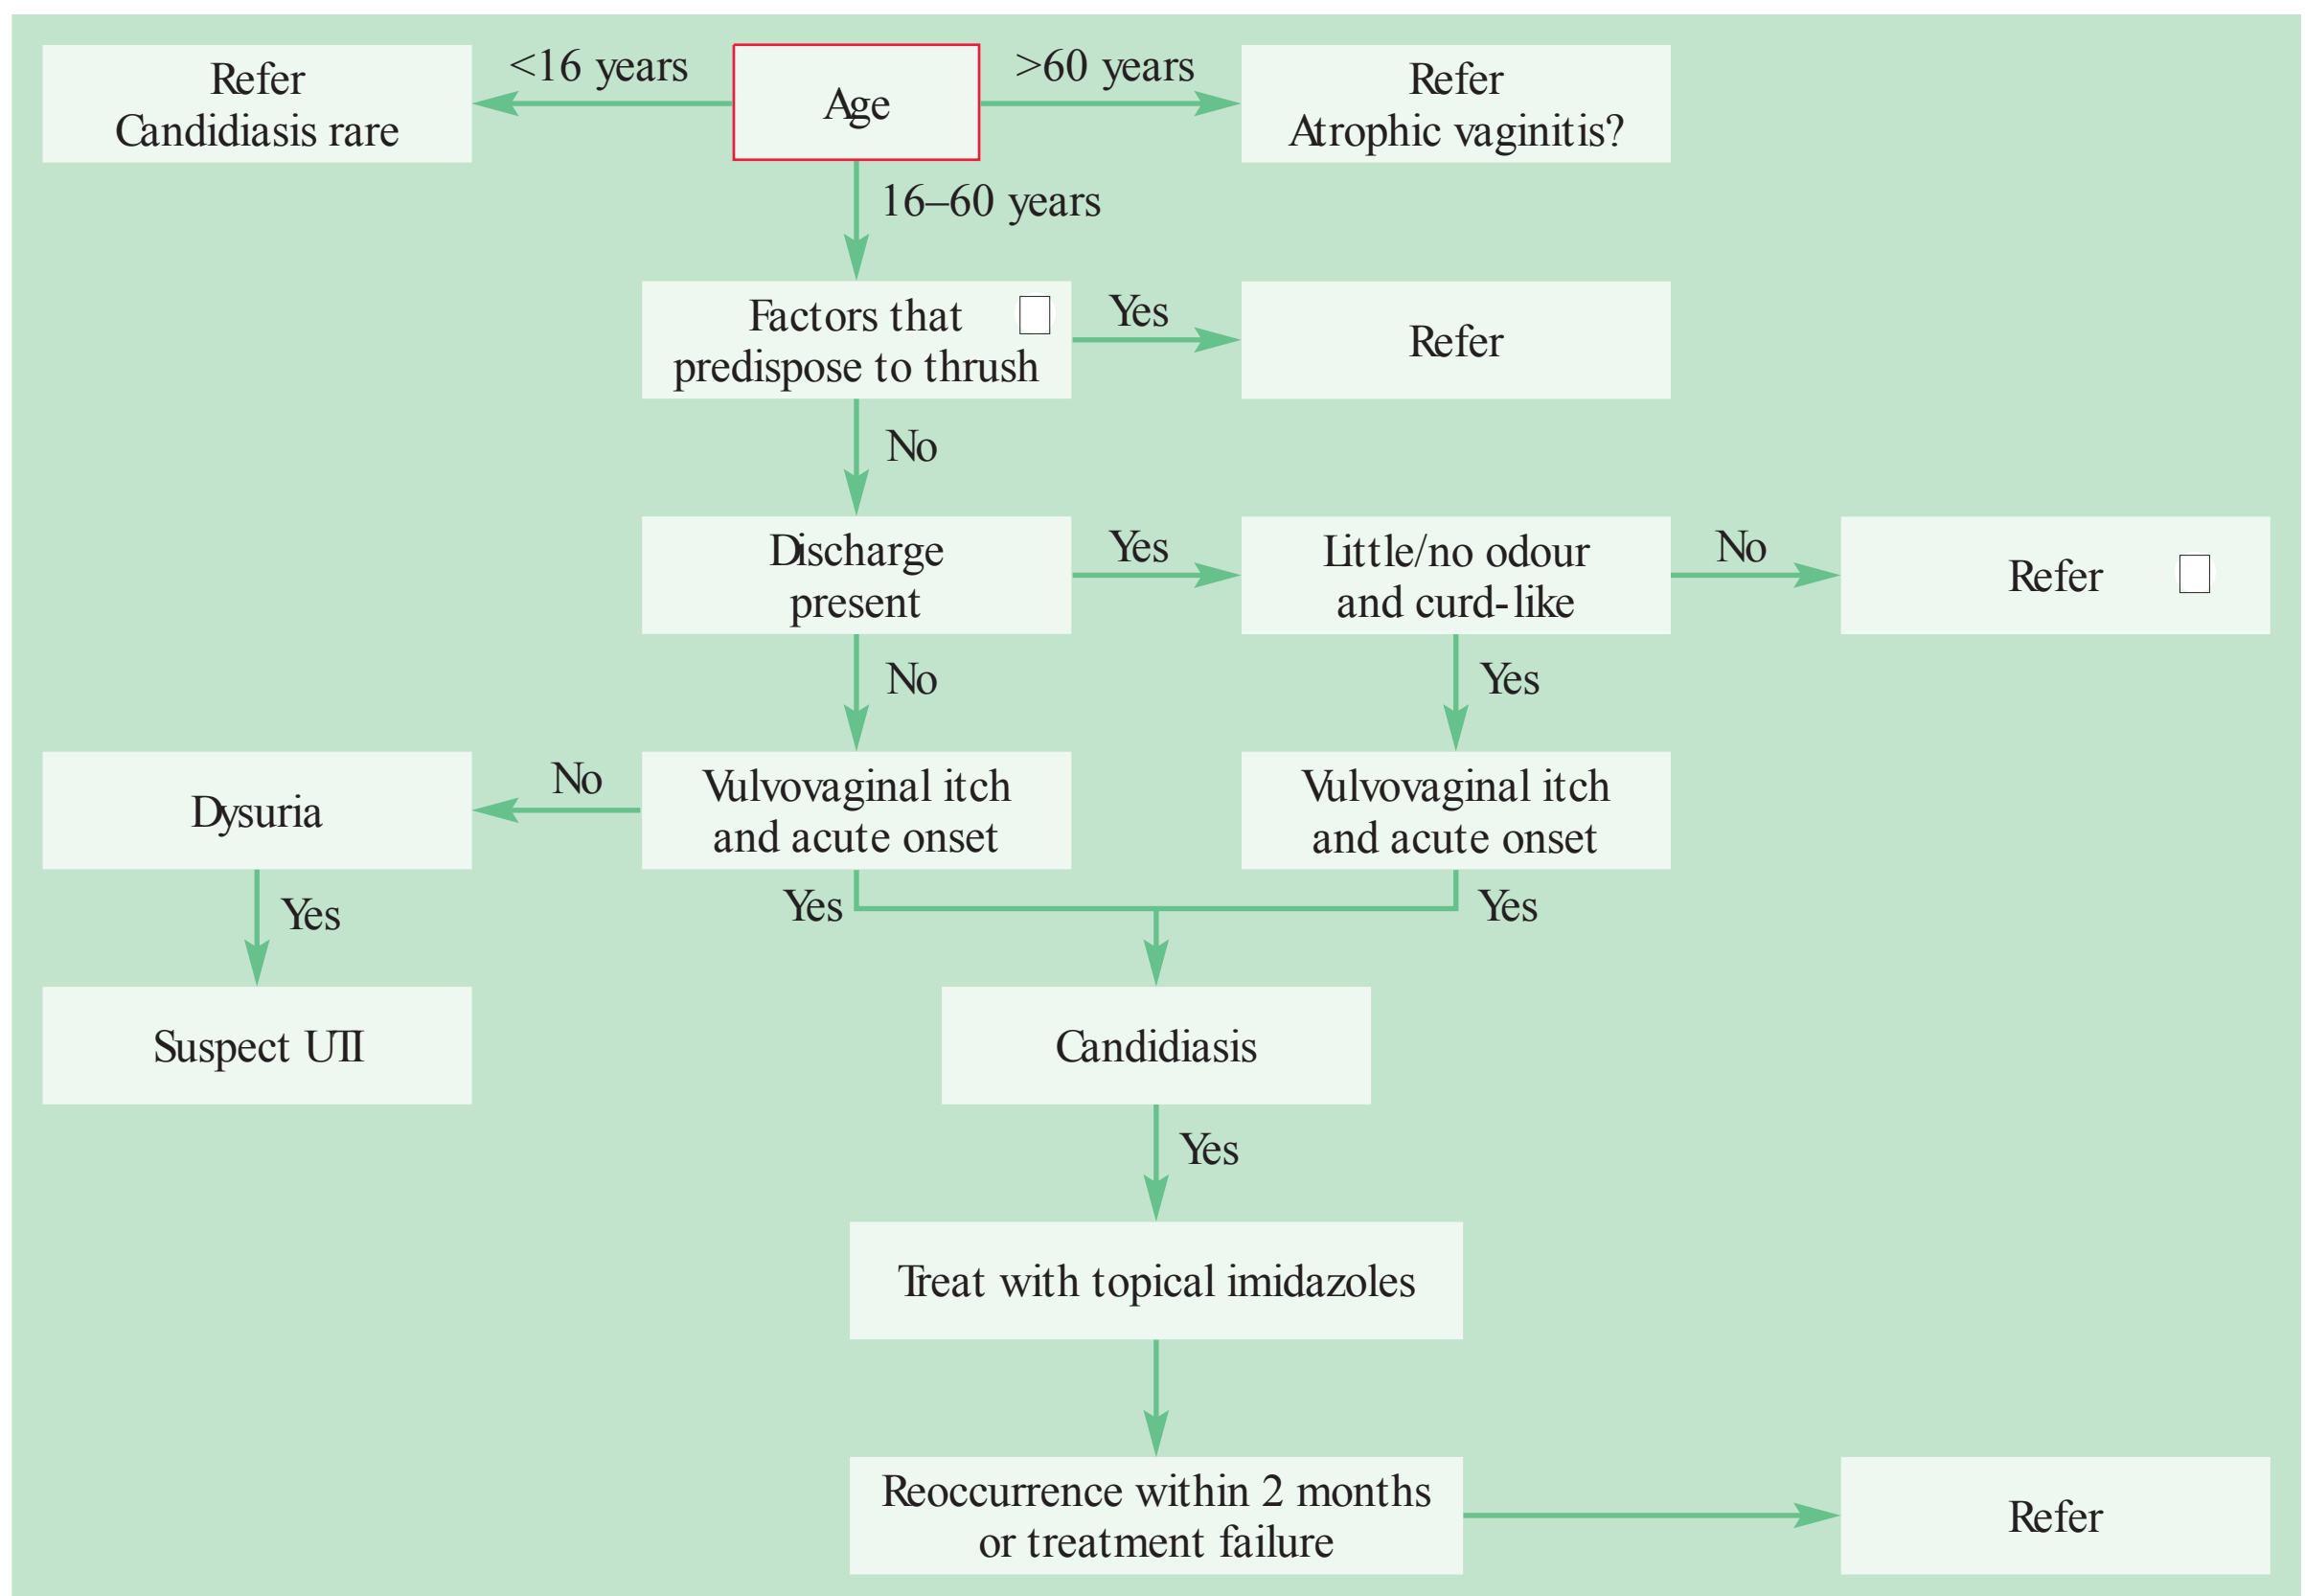 Refer
Candidiasis rare
<16 years
Age
>60 years
Refer
Atrophic vaginitis?
16–60 years
Factors that
predispose to thrush
Yes
Refer
No
Discharge
present
Yes
Little/no odour
and curd-like
No
Refer
No
Yes
Dysuria
No
Vulvovaginal itch
and acute onset
Vulvovaginal itch
and acute onset
Yes
Yes
Yes
Suspect UTI
Candidiasis
Yes
Treat with topical imidazoles
Reoccurrence within 2 months
or treatment failure
Refer